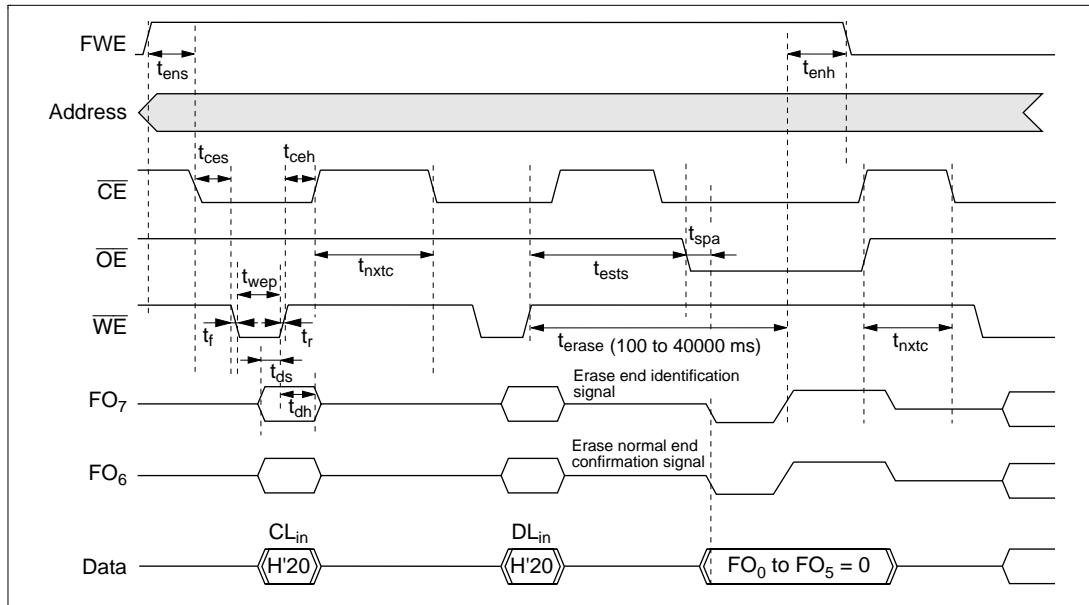 FWE
t_ens
t_enh
Address
t_ces
t_ceh
CE
t_spa
OE
t_wep
t_nxtc
t_ests
WE
t_f
t_r
t_erase (100 to 40000 ms)
t_nxtc
t_ds
Erase end identification
signal
t_dh
FO7
Erase normal end
confirmation signal
FO6
CL_in
DL_in
Data
H'20
H'20
FO0 to FO5 = 0